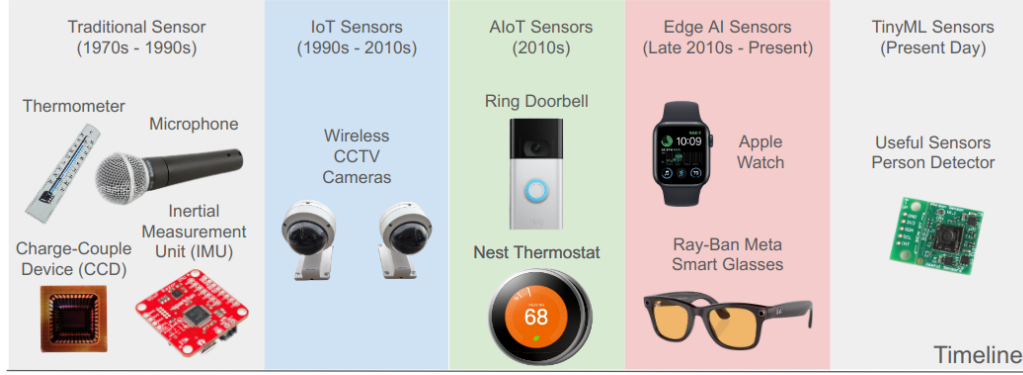 Traditional Sensor
(1970s - 1990s)
Thermometer
Microphone
Inertial
Measurement
Unit (IMU)
Charge-Couple
Device (CCD)
IoT Sensors
(1990s - 2010s)
Wireless
CCTV
Cameras
AIoT Sensors
(2010s)
Ring Doorbell
Nest Thermostat
68
Edge AI Sensors
(Late 2010s - Present)
10:09
Apple
Watch
Ray-Ban Meta
Smart Glasses
TinyML Sensors
(Present Day)
Useful Sensors
Person Detector
Timeline